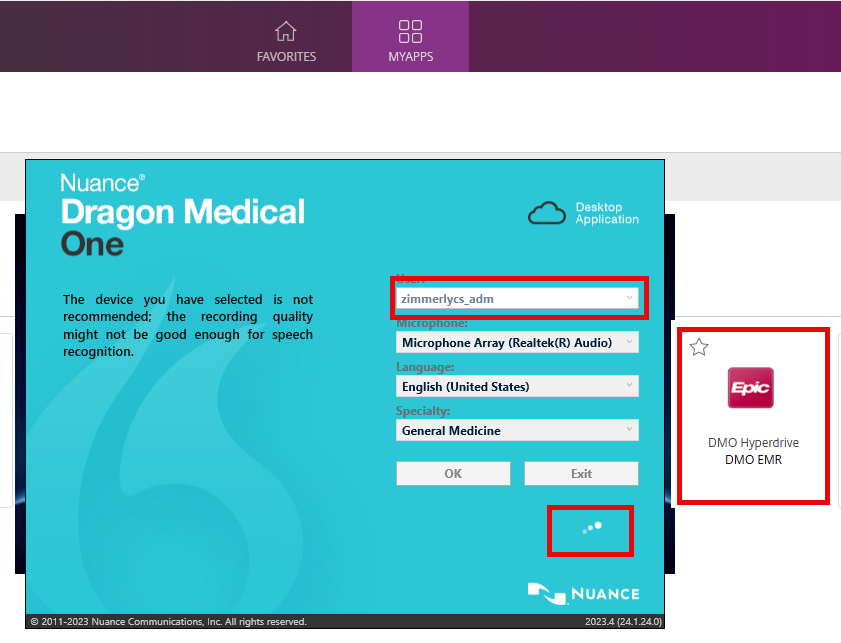 FAVORITES
MYAPPS
Nuance®
Dragon Medical
One
Desktop
Application
The device you have selected is not
recommended; the recording quality
might not be good enough for speech
recognition.
zimmerlycs_adm
Microphone:
Microphone Array (Realtek(R) Audio)
Language:
English (United States)
Specialty:
General Medicine
OK
Exit
NUANCE
© 2011-2023 Nuance Communications, Inc. All rights reserved.
2023.4 (24.1.24.0)
Epic
DMO Hyperdrive
DMO EMR